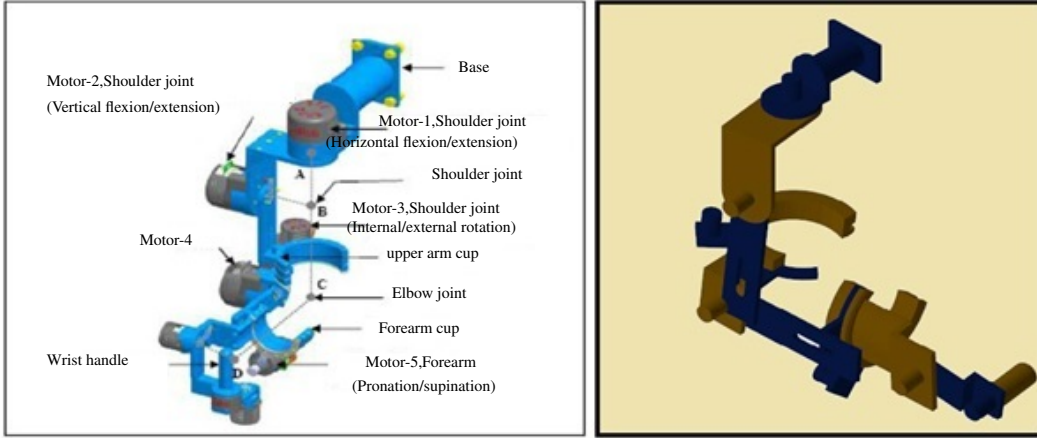 Base
Motor-2,Shoulder joint
(Vertical flexion/extension)
Motor-1,Shoulder joint
(Horizontal flexion/extension)
A
Shoulder joint
B
Motor-3,Shoulder joint
(Internal/external rotation)
Motor-4
upper arm cup
C
Elbow joint
Forearm cup
Wrist handle
D
Motor-5,Forearm
(Pronation/supination)